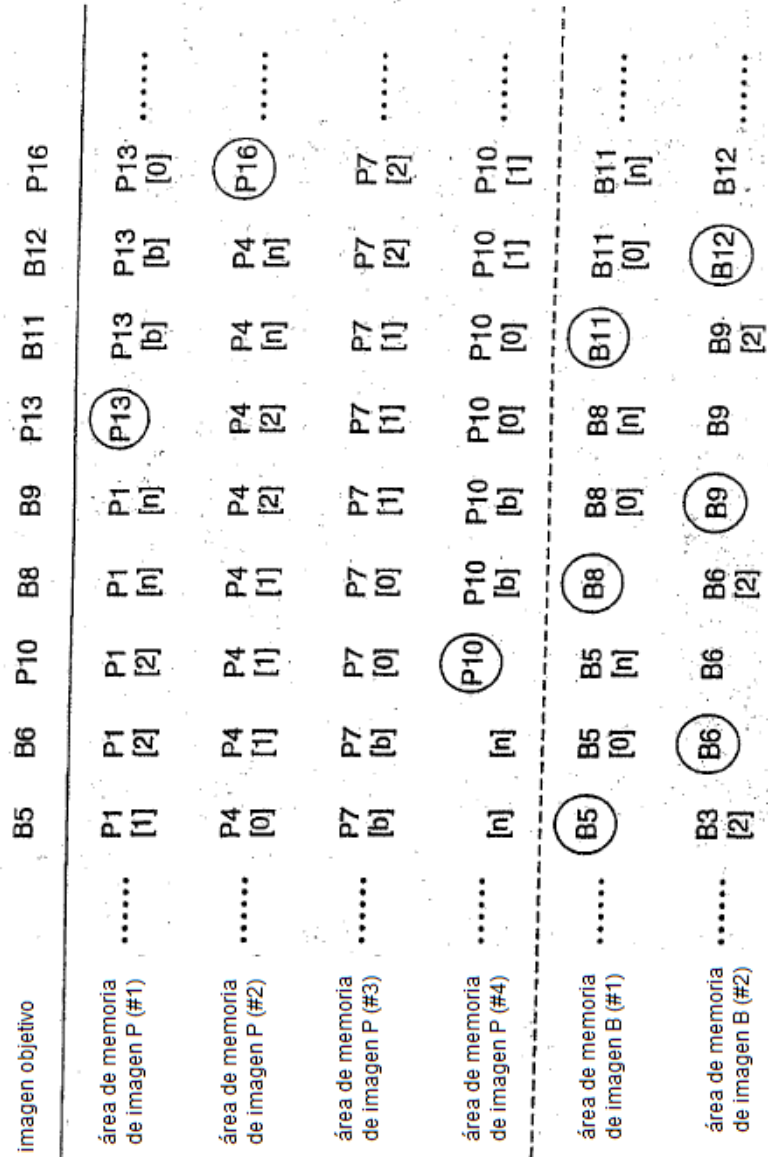 imagen objetivo B5 B6 P10 B8 B9 P13 B11 B12 P16
área de memoria
de imagen P (#1) ...... P1 P1 P1 P1 P1 P13 P13 P13 P13 ......
[1] [2] [2] [n] [n] [b] [b] [0]
área de memoria
de imagen P (#2) ...... P4 P4 P4 P4 P4 P4 P4 P4 P16 ......
[0] [1] [1] [1] [2] [2] [n] [n]
área de memoria
de imagen P (#3) ...... P7 P7 P7 P7 P7 P7 P7 P7 P7 ......
[b] [b] [0] [0] [1] [1] [1] [2] [2]
área de memoria
de imagen P (#4) ...... P10 P10 P10 P10 P10 P10 P10 ......
[n] [n] [b] [b] [0] [0] [1] [1]
área de memoria
de imagen B (#1) ...... B5 B5 B5 B8 B8 B8 B11 B11 B11 ......
[0] [n] [0] [n] [0] [n]
área de memoria
de imagen B (#2) ...... B3 B6 B6 B6 B9 B9 B9 B12 B12 ......
[2] [2] [2]